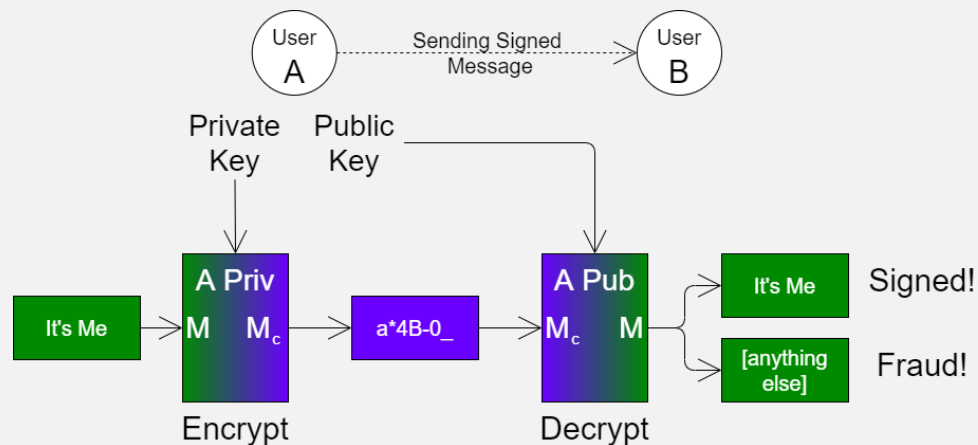 User
A
Sending Signed
Message
User
B
Private
Key
Public
Key
A Priv
M Mc
Encrypt
It's Me
a*4B-0_
A Pub
Mc M
Decrypt
It's Me
Signed!
[anything
else]
Fraud!